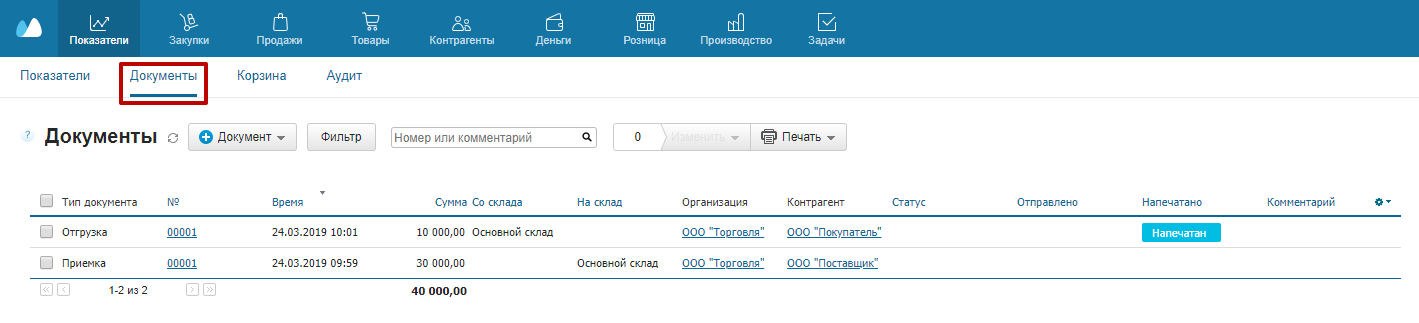 Показатели Закупки Продажи Товары Контрагенты Деньги Розница Производство Задачи
Показатели Документы Корзина Аудит
? Документы Документ Фильтр Номер или комментарий 0 Изменить Печать
Тип документа № Время Сумма Со склада На склад Организация Контрагент Статус Отправлено Напечатано Комментарий
Отгрузка 00001 24.03.2019 10:01 10 000,00 Основной склад ООО "Торговля" ООО "Покупатель" Напечатан
Приемка 00001 24.03.2019 09:59 30 000,00 Основной склад ООО "Торговля" ООО "Поставщик"
1-2 из 2 40 000,00